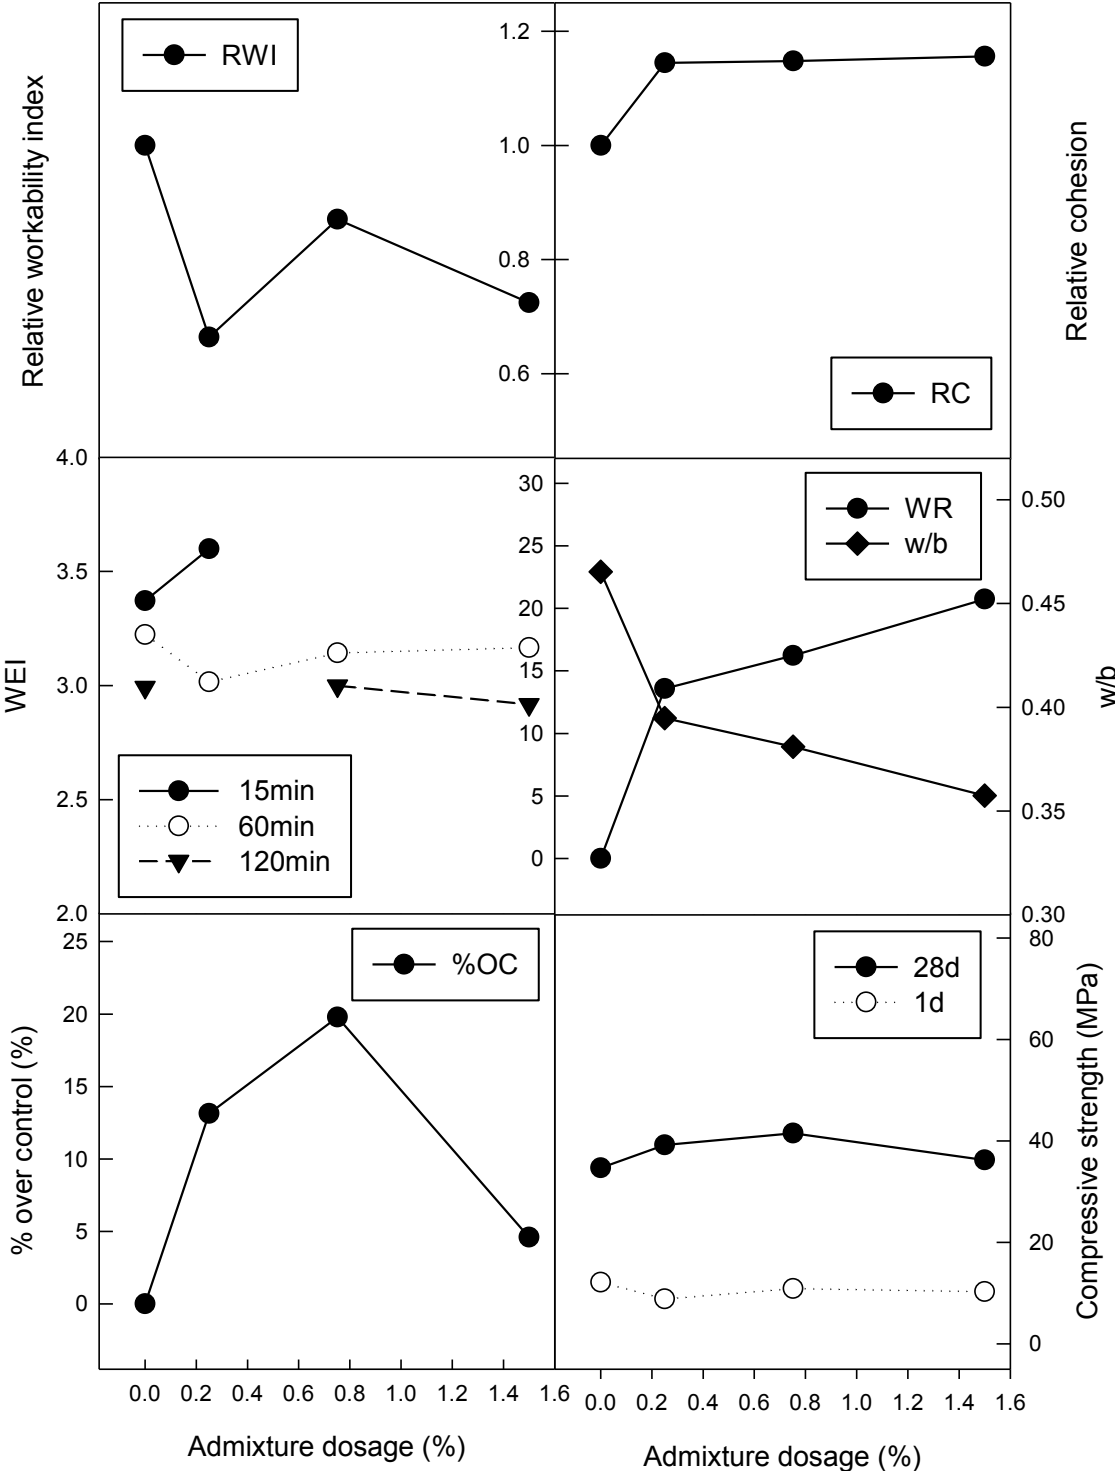 RWI
Relative workability index
1.2
1.0
0.8
0.6
RC
Relative cohesion
4.0
3.5
3.0
2.5
2.0
WEI
15min
60min
120min
30
25
20
15
10
5
0
WR
w/b
0.50
0.45
0.40
0.35
0.30
w/b
25
20
15
10
5
0
% over control (%)
%OC
28d
1d
80
60
40
20
0
Compressive strength (MPa)
0.0 0.2 0.4 0.6 0.8 1.0 1.2 1.4 1.6
0.0 0.2 0.4 0.6 0.8 1.0 1.2 1.4 1.6
Admixture dosage (%)
Admixture dosage (%)